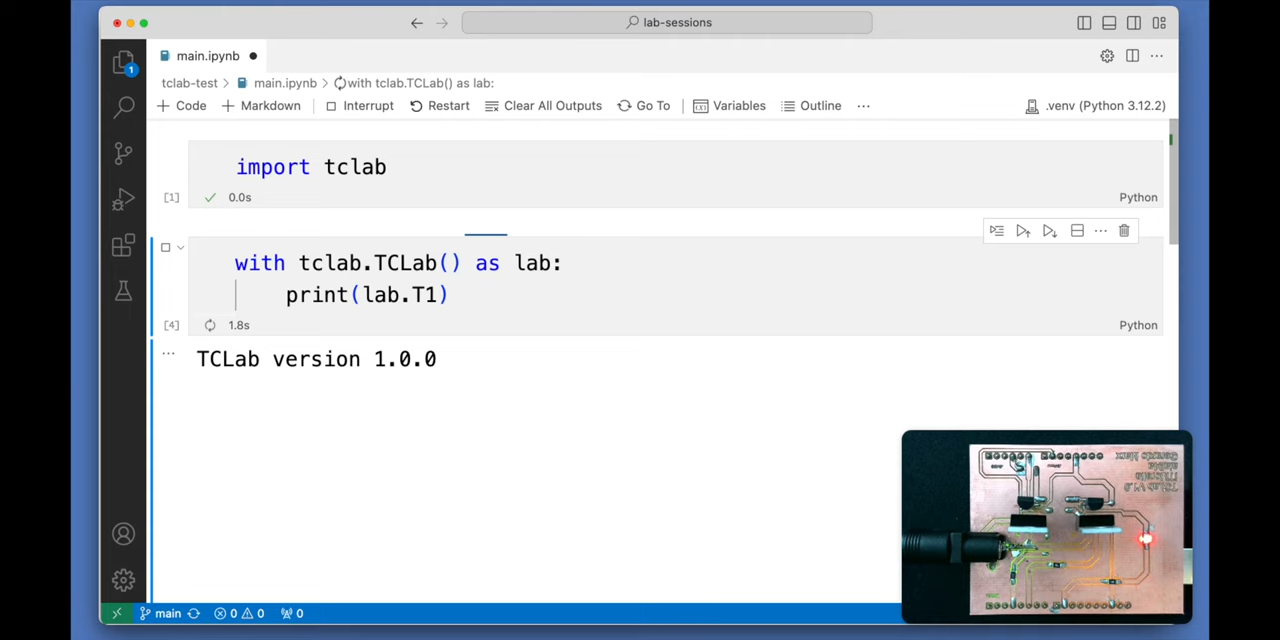 lab-sessions
main.ipynb
tclab-test > main.ipynb > with tclab.TCLab() as lab:
+ Code + Markdown Interrupt Restart Clear All Outputs Go To Variables Outline ... .venv (Python 3.12.2)
1
import tclab
[1] 0.0s Python
with tclab.TCLab() as lab:
print(lab.T1)
[4] 1.8s Python
... TCLab version 1.0.0
main 0 0 0